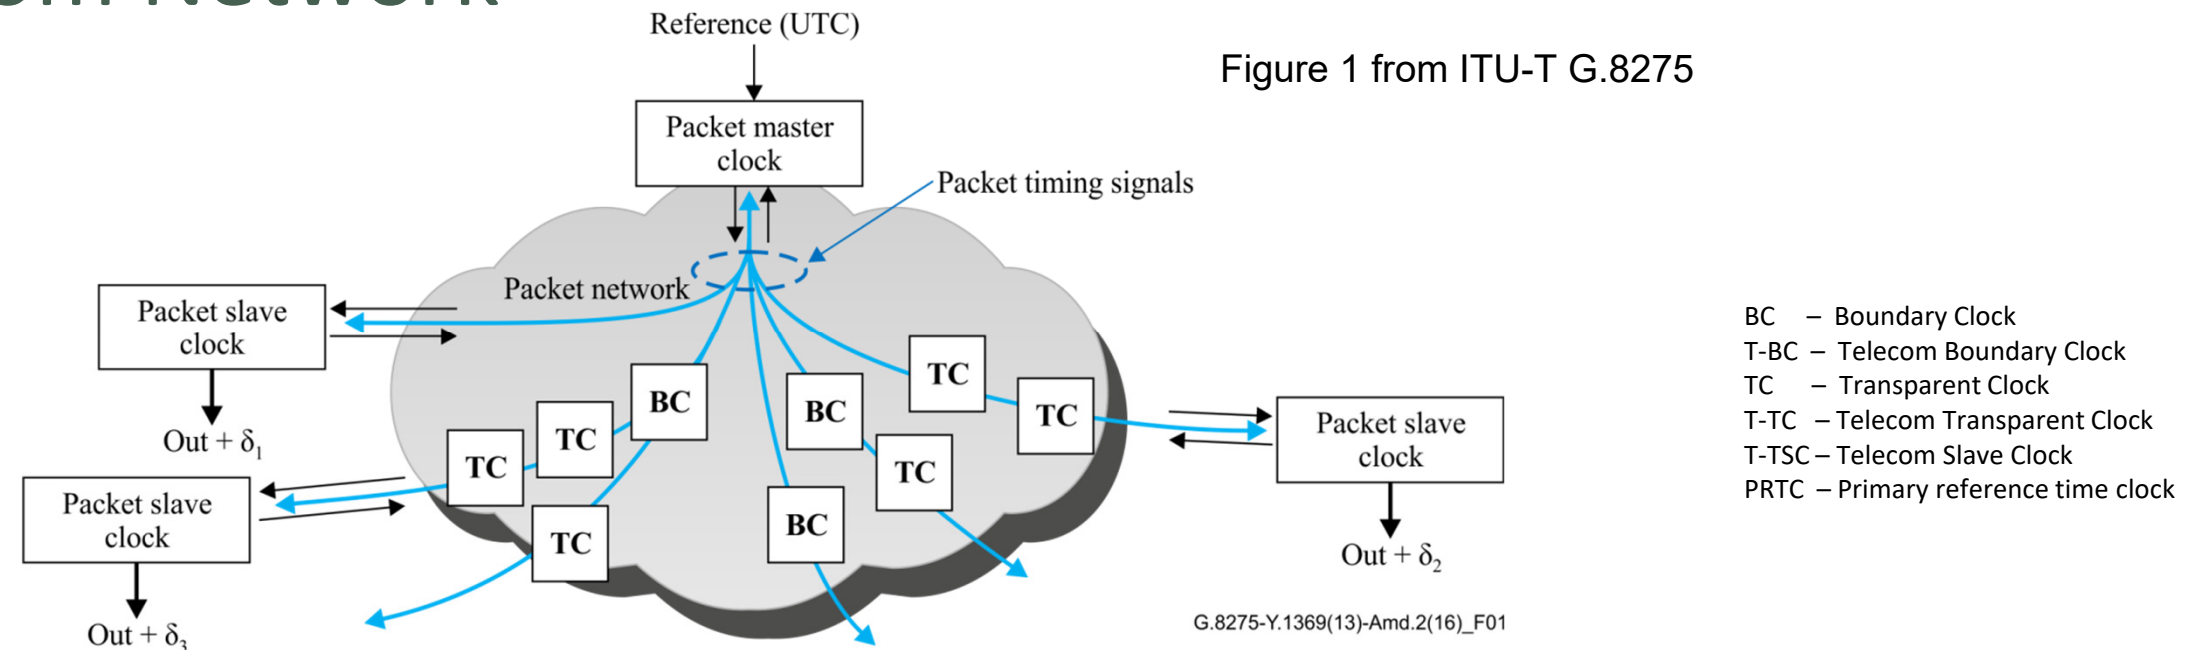 Reference (UTC)
Figure 1 from ITU-T G.8275
Packet master
clock
Packet timing signals
Packet network
Packet slave
clock
Out + δ₁
Packet slave
clock
Out + δ₃
BC
TC
TC
TC
BC
TC
BC
TC
TC
Packet slave
clock
Out + δ₂
G.8275-Y.1369(13)-Amd.2(16)_F01
BC – Boundary Clock
T-BC – Telecom Boundary Clock
TC – Transparent Clock
T-TC – Telecom Transparent Clock
T-TSC – Telecom Slave Clock
PRTC – Primary reference time clock